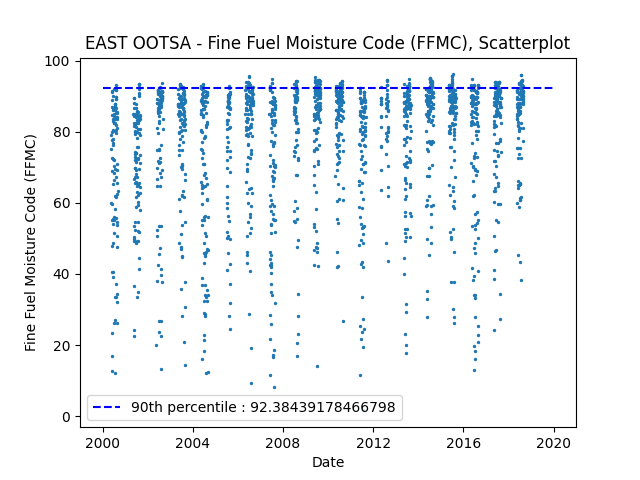 EAST OOTSA - Fine Fuel Moisture Code (FFMC), Scatterplot
Fine Fuel Moisture Code (FFMC)
100
80
60
40
20
0
90th percentile : 92.38439178466798
2000 2004 2008 2012 2016 2020
Date